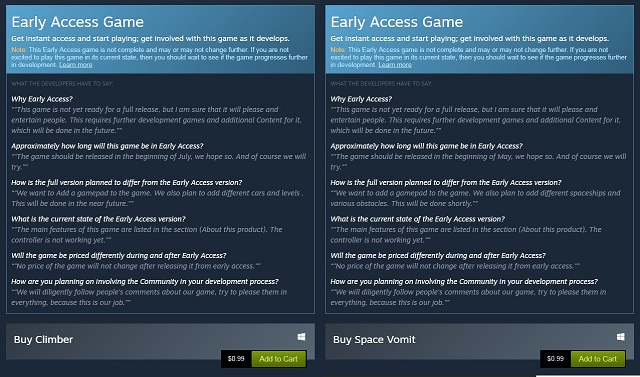 Early Access Game
Get instant access and start playing; get involved with this game as it develops.
Note: This Early Access game is not complete and may or may not change further. If you are not
excited to play this game in its current state, then you should wait to see if the game progresses further
in development. Learn more
WHAT THE DEVELOPERS HAVE TO SAY:
Why Early Access?
""This game is not yet ready for a full release, but I am sure that it will please and
entertain people. This requires further development games and additional Content for it,
which will be done in the future.""
Approximately how long will this game be in Early Access?
""The game should be released in the beginning of July, we hope so. And of course we will
try.""
How is the full version planned to differ from the Early Access version?
""We want to Add a gamepad to the game. We also plan to add different cars and levels .
This will be done in the near future.""
What is the current state of the Early Access version?
""The main features of this game are listed in the section (About this product). The
controller is not working yet.""
Will the game be priced differently during and after Early Access?
""No price of the game will not change after releasing it from early access.""
How are you planning on involving the Community in your development process?
""We will diligently follow people's comments about our game, try to please them in
everything, because this is our job.""
Buy Climber
$0.99 Add to Cart
Early Access Game
Get instant access and start playing; get involved with this game as it develops.
Note: This Early Access game is not complete and may or may not change further. If you are not
excited to play this game in its current state, then you should wait to see if the game progresses further
in development. Learn more
WHAT THE DEVELOPERS HAVE TO SAY:
Why Early Access?
""This game is not yet ready for a full release, but I am sure that it will please and
entertain people. This requires further development games and additional Content for it,
which will be done in the future.""
Approximately how long will this game be in Early Access?
""The game should be released in the beginning of May, we hope so. And of course we will
try.""
How is the full version planned to differ from the Early Access version?
""We want to add a gamepad to the game. We also plan to add different spaceships and
various obstacles. This will be done shortly.""
What is the current state of the Early Access version?
""The main features of this game are listed in the section (About this product). The
controller is not working yet.""
Will the game be priced differently during and after Early Access?
""No price of the game will not change after releasing it from early access.""
How are you planning on involving the Community in your development process?
""We will diligently follow people's comments about our game, try to please them in
everything, because this is our job.""
Buy Space Vomit
$0.99 Add to Cart